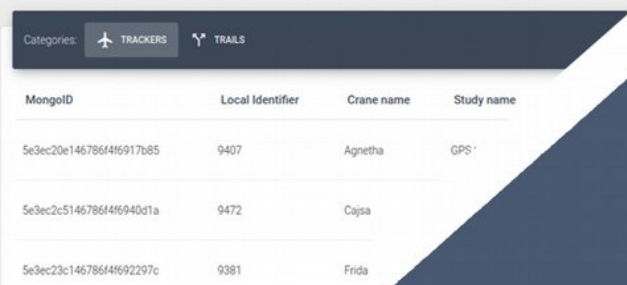 Categories: TRACKERS TRAILS
MongoID Local Identifier Crane name Study name
5e3ec20e146786f4f6917b85 9407 Agnetha GPS
5e3ec2c5146786f4f6940d1a 9472 Cajsa
5e3ec23c146786f4f692297c 9381 Frida